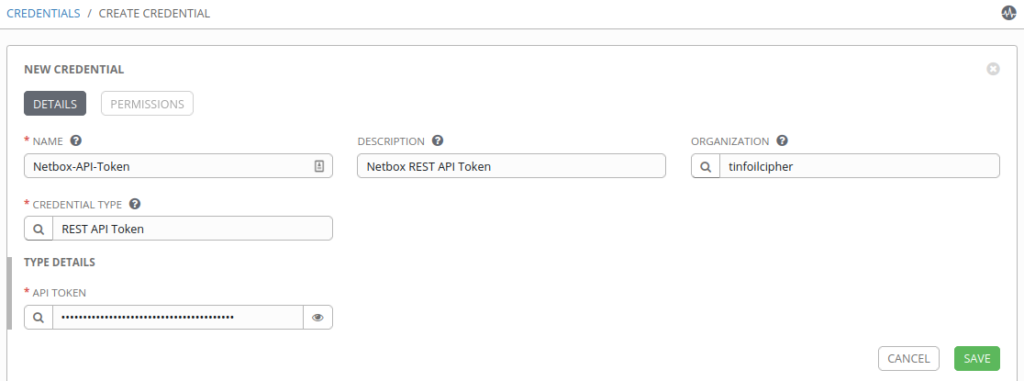 CREDENTIALS / CREATE CREDENTIAL
NEW CREDENTIAL
DETAILS PERMISSIONS
* NAME ? DESCRIPTION ? ORGANIZATION ?
Netbox-API-Token Netbox REST API Token tinfoilcipher
* CREDENTIAL TYPE ?
REST API Token
TYPE DETAILS
* API TOKEN
••••••••••••••••••••••••••••••••••••••••
CANCEL SAVE